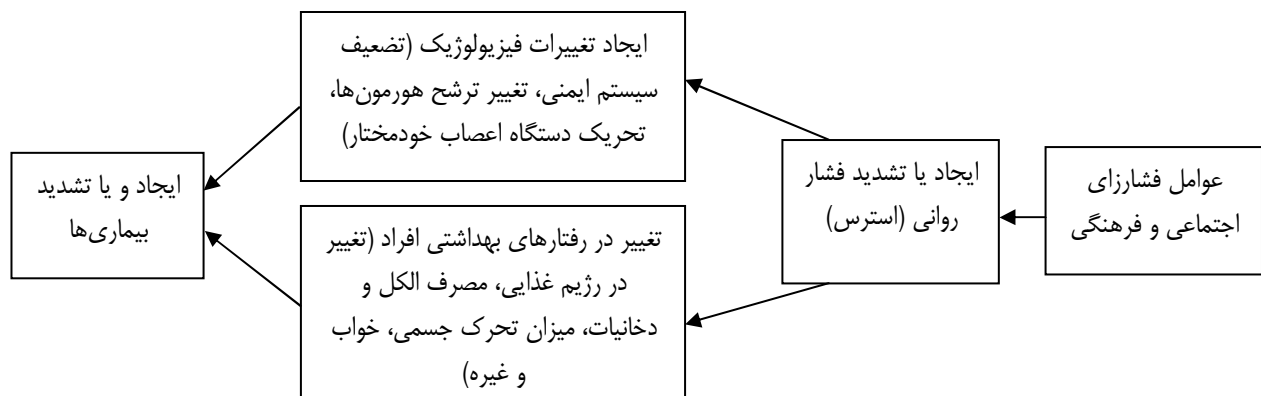 عوامل فشارزای
اجتماعی و فرهنگی
ایجاد یا تشدید فشار
روانی (استرس)
ایجاد تغییرات فیزیولوژیک (تضعیف
سیستم ایمنی، تغییر ترشح هورمون‌ها،
تحریک دستگاه اعصاب خودمختار)
تغییر در رفتارهای بهداشتی افراد (تغییر
در رژیم غذایی، مصرف الکل و
دخانیات، میزان تحرک جسمی، خواب
و غیره)
ایجاد و یا تشدید
بیماری‌ها